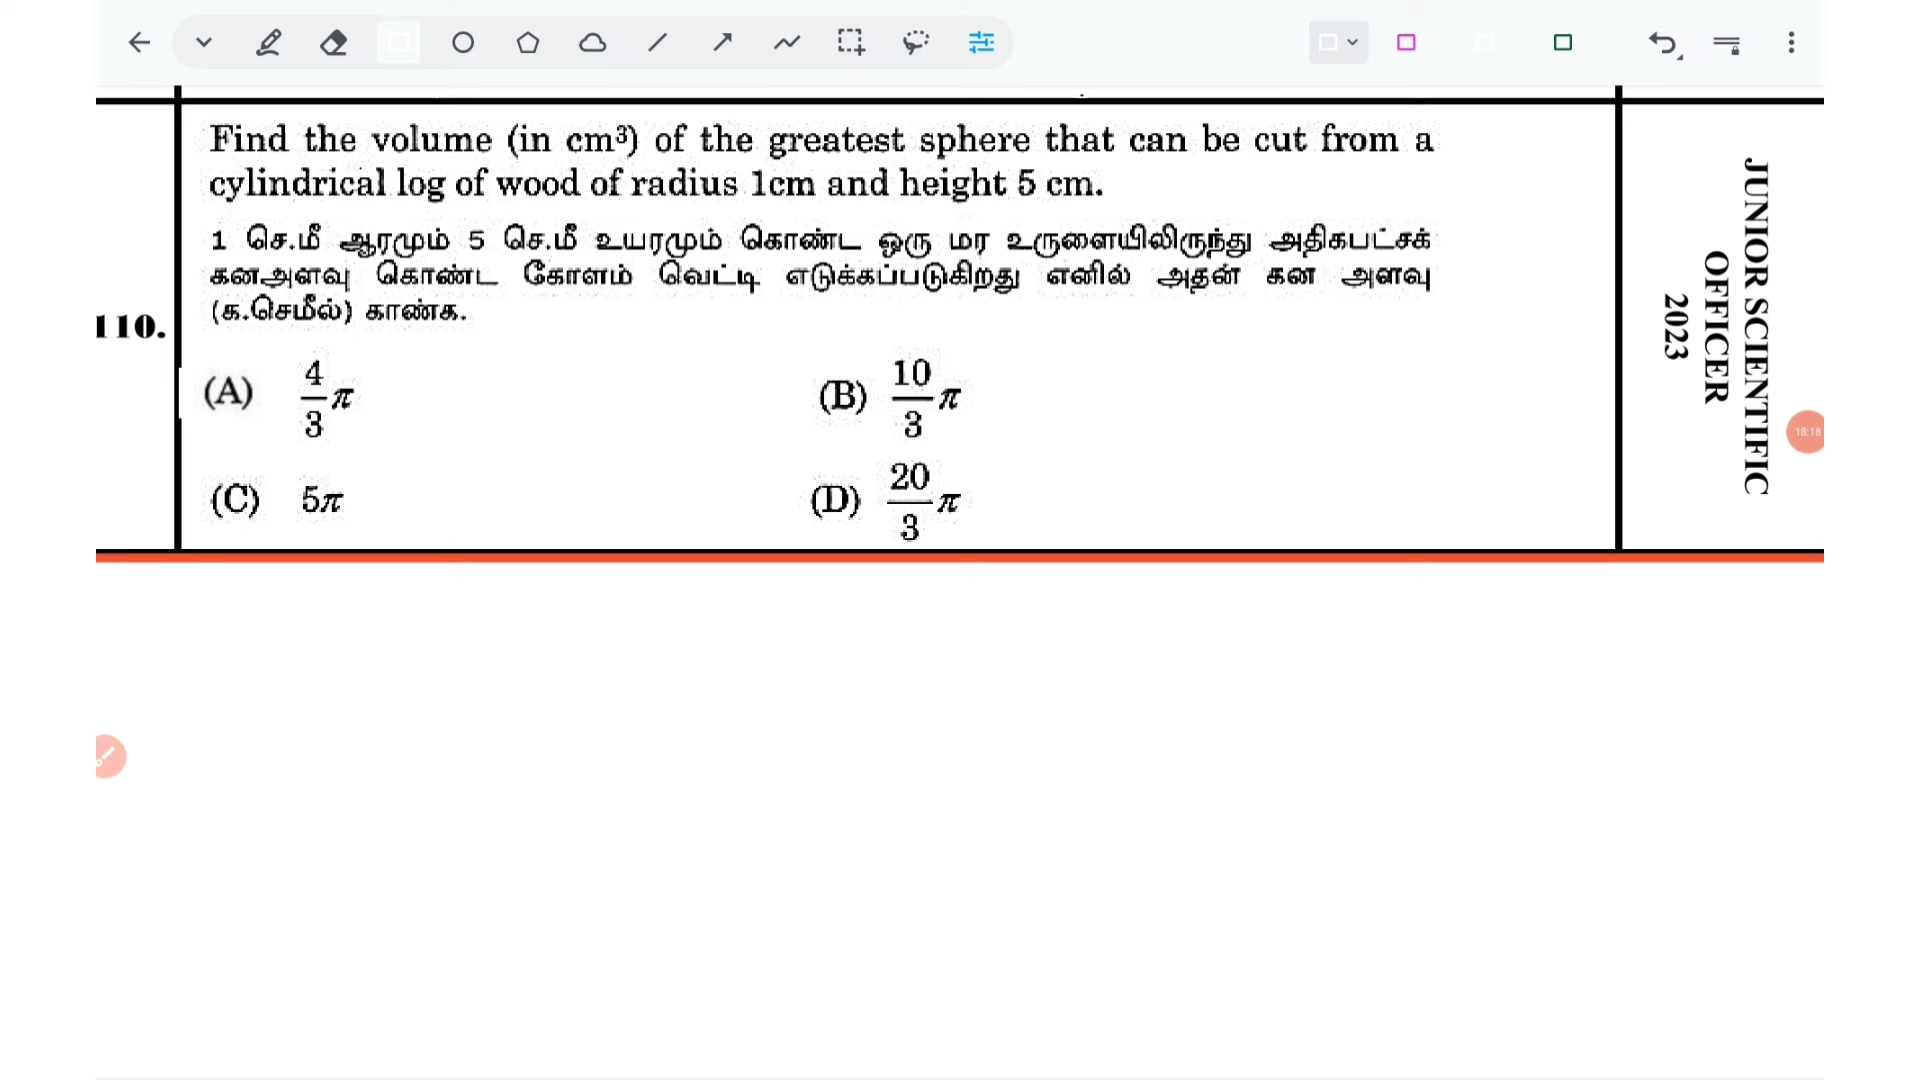 Find the volume (in cm³) of the greatest sphere that can be cut from a
cylindrical log of wood of radius 1cm and height 5 cm.
1 செ.மீ ஆரமும் 5 செ.மீ உயரமும் கொண்ட ஒரு மர உருளையிலிருந்து அதிகபட்சக்
கனஅளவு கொண்ட கோளம் வெட்டி எடுக்கப்படுகிறது எனில் அதன் கன அளவு
(க.செமீல்) காண்க.
110.
(A) 4/3 π
(B) 10/3 π
(C) 5π
(D) 20/3 π
JUNIOR SCIENTIFIC
OFFICER
2023
18:18